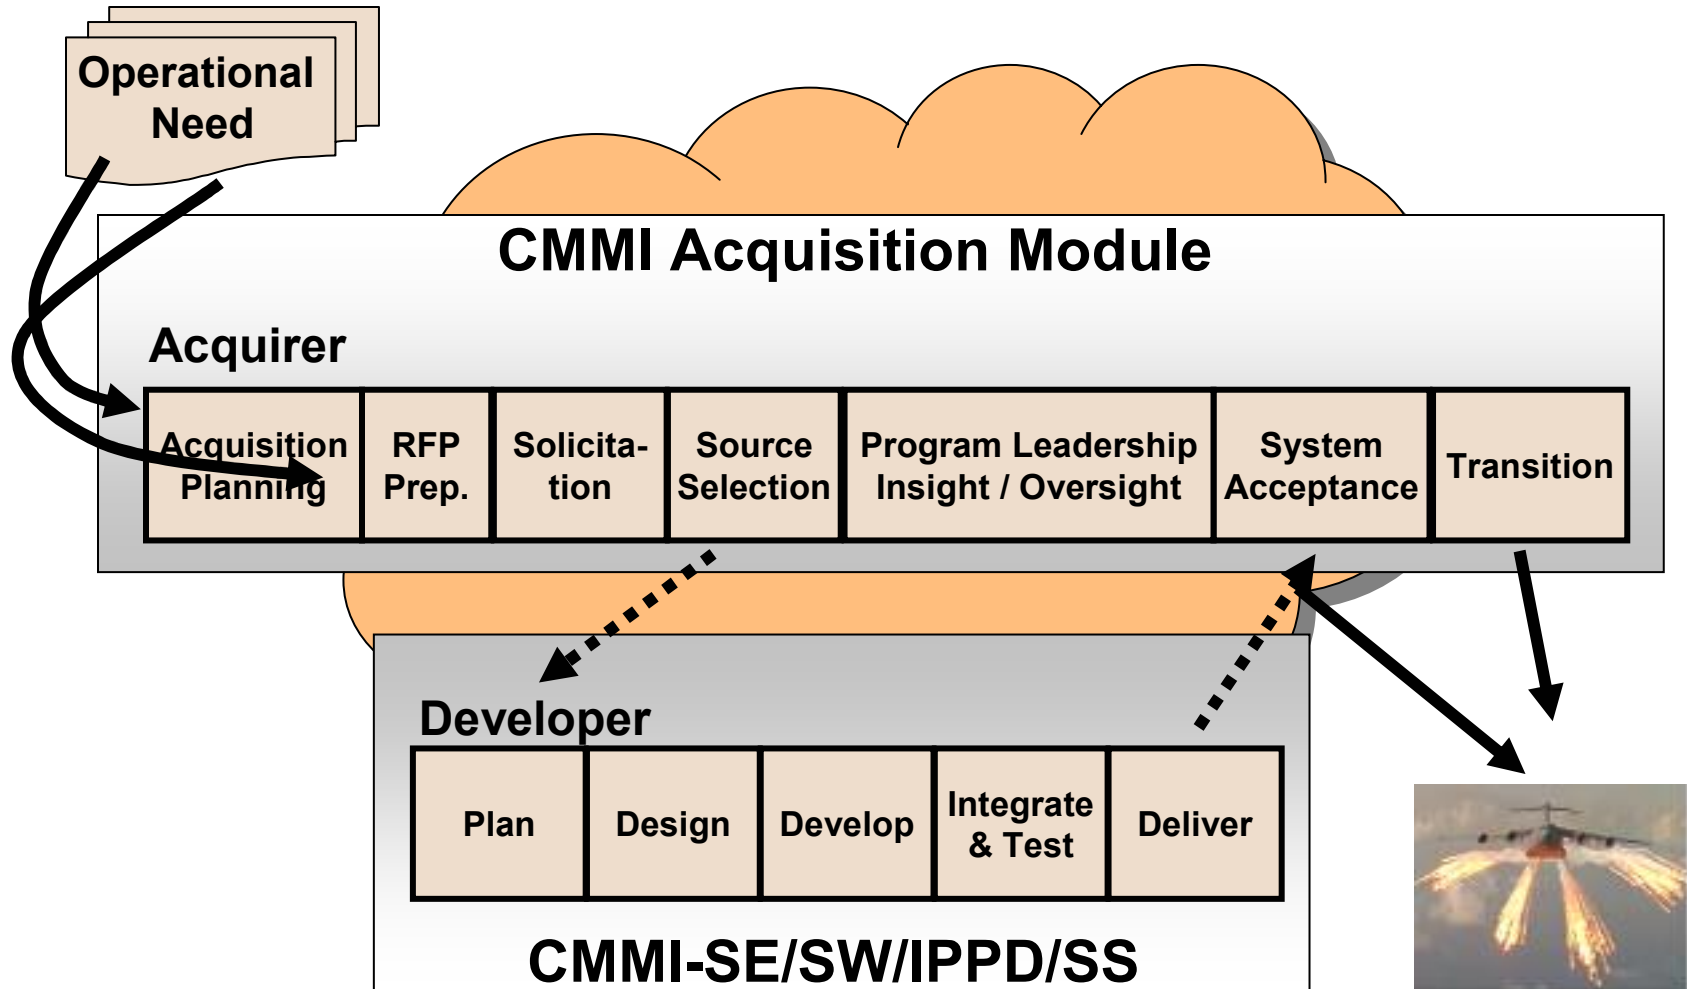 Operational
Need
CMMI Acquisition Module
Acquirer
Acquisition
Planning
RFP
Prep.
Solicita-
tion
Source
Selection
Program Leadership
Insight / Oversight
System
Acceptance
Transition
Developer
Plan
Design
Develop
Integrate
& Test
Deliver
CMMI-SE/SW/IPPD/SS